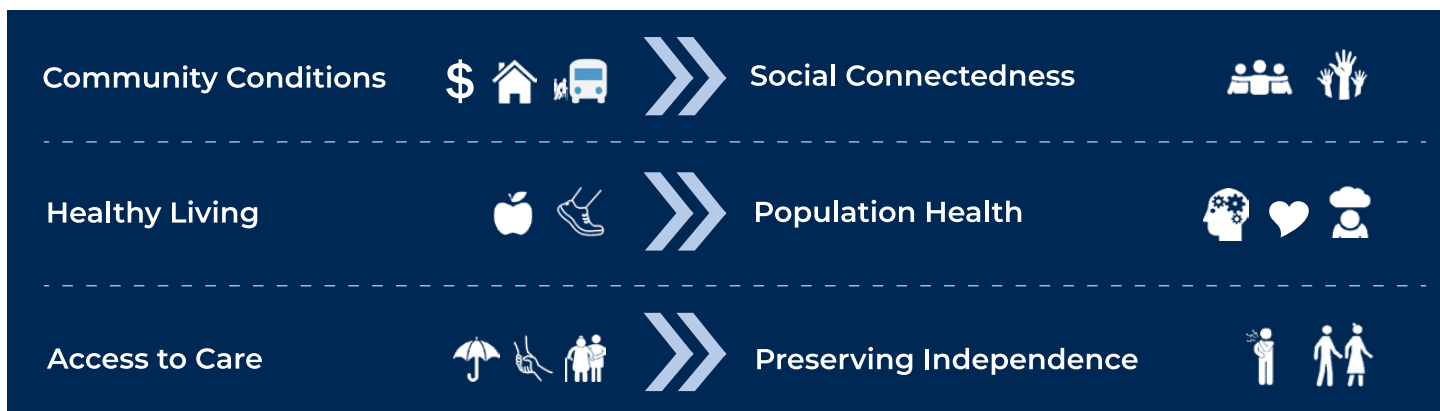 Community Conditions
$
Social Connectedness
Healthy Living
Population Health
Access to Care
Preserving Independence